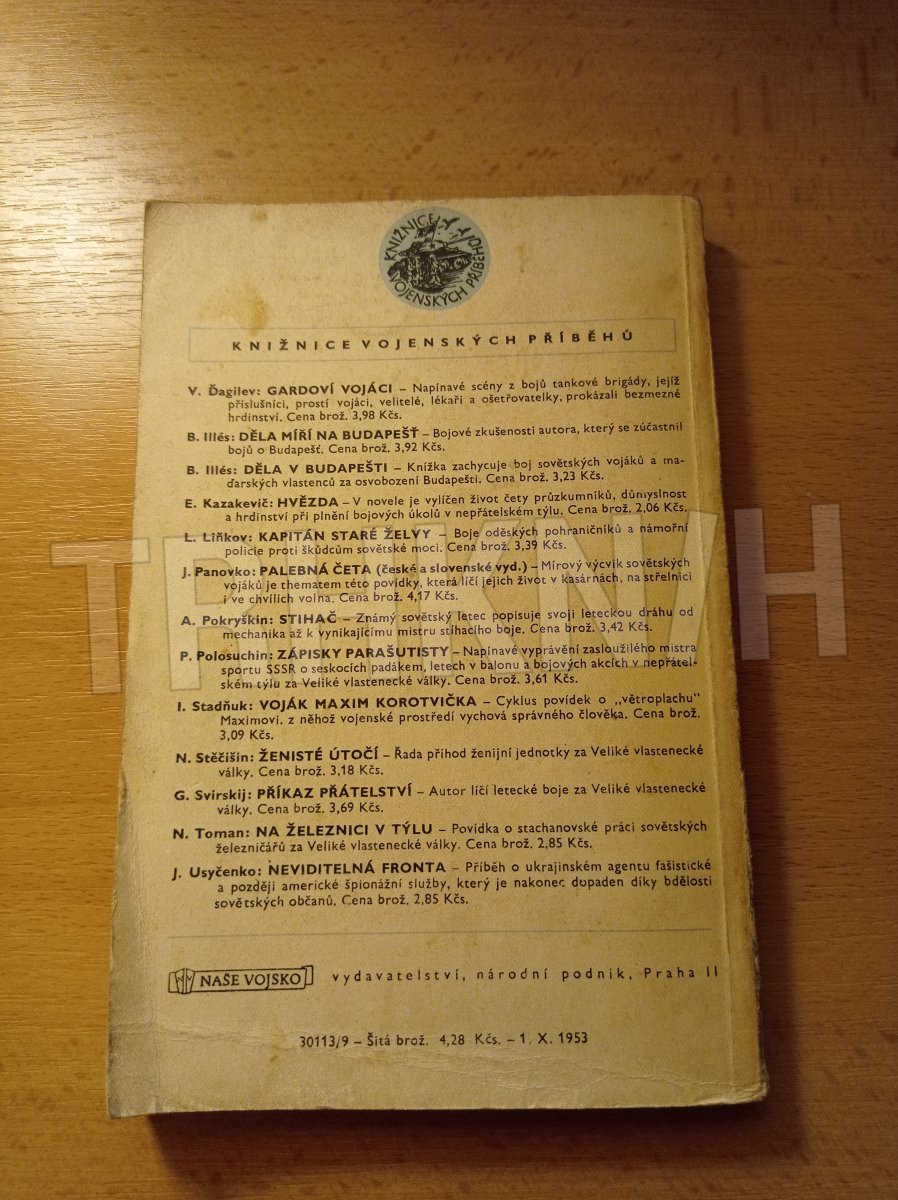 KNIŽNICE VOJENSKÝCH PŘÍBĚHŮ
KNIŽNICE VOJENSKÝCH PŘÍBĚHŮ
V. Ďagilev: GARDOVÍ VOJÁCI – Napínavé scény z bojů tankové brigády, jejíž
příslušníci, prostí vojáci, velitelé, lékaři a ošetřovatelky, prokázali bezmezné
hrdinství. Cena brož. 3,98 Kčs.
B. Illés: DĚLA MÍŘÍ NA BUDAPEŠŤ – Bojové zkušenosti autora, který se zúčastnil
bojů o Budapešť. Cena brož. 3,92 Kčs.
B. Illés: DĚLA V BUDAPEŠTI – Knížka zachycuje boj sovětských vojáků a ma-
ďarských vlastenců za osvobození Budapešti. Cena brož. 3,23 Kčs.
E. Kazakevič: HVĚZDA – V novele je vylíčen život čety průzkumníků, důmyslnost
a hrdinství při plnění bojových úkolů v nepřátelském týlu. Cena brož. 2,06 Kčs.
L. Liňkov: KAPITÁN STARÉ ŽELVY – Boje oděských pohraničníků a námořní
policie proti škůdcům sovětské moci. Cena brož. 3,39 Kčs.
J. Panovko: PALEBNÁ ČETA (české a slovenské vyd.) – Mírový výcvik sovětských
vojáků je thematem této povídky, která líčí jejich život v kasárnách, na střelnici
i ve chvílích volna. Cena brož. 4,17 Kčs.
A. Pokryškin: STIHAČ – Známý sovětský letec popisuje svoji leteckou dráhu od
mechanika až k vynikajícímu mistru stíhacího boje. Cena brož. 3,42 Kčs.
P. Polosuchin: ZÁPISKY PARAŠUTISTY – Napínavé vyprávění zasloužilého mistra
sportu SSSR o seskocích padákem, letech v balonu a bojových akcích v nepřátel-
ském týlu za Veliké vlastenecké války. Cena brož. 3,61 Kčs.
I. Stadňuk: VOJÁK MAXIM KOROTVIČKA – Cyklus povídek o „větroplachu"
Maximovi, z něhož vojenské prostředí vychová správného člověka. Cena brož.
3,09 Kčs.
N. Stěčišin: ŽENISTÉ ÚTOČÍ – Řada příhod ženijní jednotky za Veliké vlastenecké
války. Cena brož. 3,18 Kčs.
G. Svirskij: PŘÍKAZ PŘÁTELSTVÍ – Autor líčí letecké boje za Veliké vlastenecké
války. Cena brož. 3,69 Kčs.
N. Toman: NA ŽELEZNICI V TÝLU – Povídka o stachanovské práci sovětských
železničářů za Veliké vlastenecké války. Cena brož. 2,85 Kčs.
J. Usyčenko: NEVIDITELNÁ FRONTA – Příběh o ukrajinském agentu fašistické
a později americké špionážní služby, který je nakonec dopaden díky bdělosti
sovětských občanů. Cena brož. 2,85 Kčs.
NAŠE VOJSKO vydavatelství, národní podnik, Praha II
30113/9 – Šitá brož. 4,28 Kčs. – 1. X. 1953